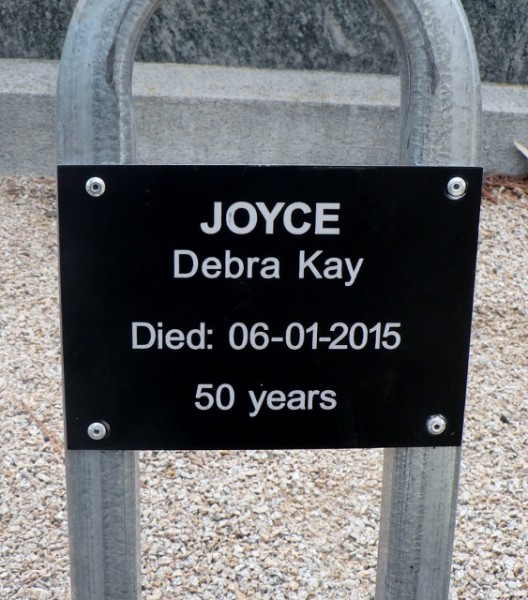 JOYCE
Debra Kay
Died: 06-01-2015
50 years